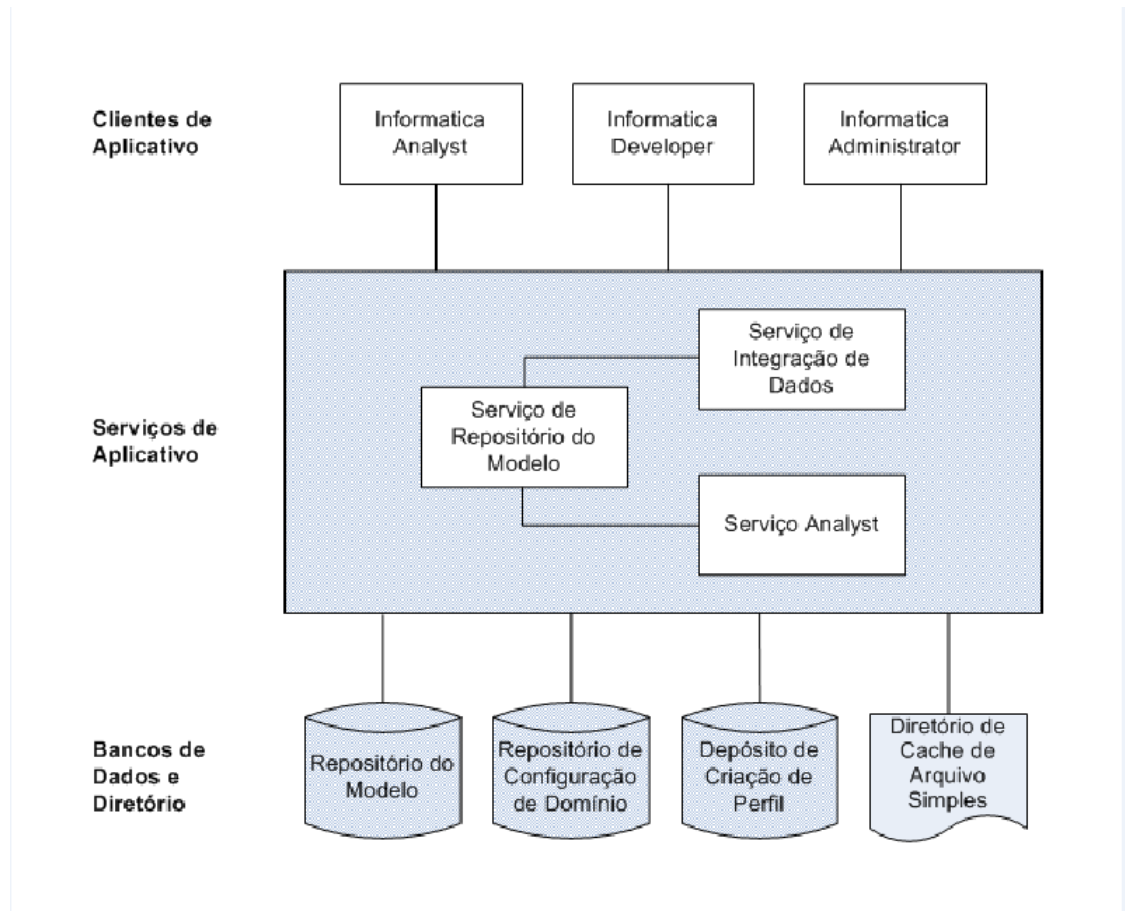 Clientes de
Aplicativo
Informatica
Analyst
Informatica
Developer
Informatica
Administrator
Serviços de
Aplicativo
Serviço de
Integração de
Dados
Serviço de
Repositório do
Modelo
Serviço Analyst
Bancos de
Dados e
Diretório
Repositório do
Modelo
Repositório de
Configuração
de Domínio
Depósito de
Criação de
Perfil
Diretório de
Cache de
Arquivo
Simples